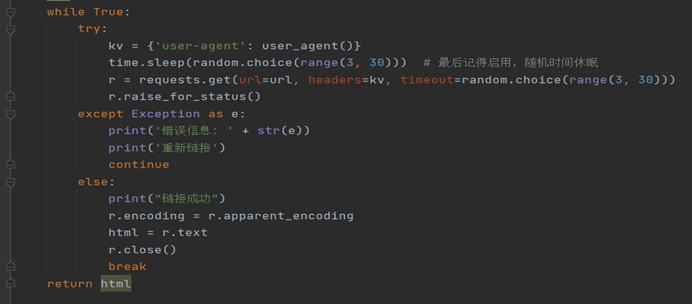 while True:
    try:
        kv = {'user-agent': user_agent()}
        time.sleep(random.choice(range(3, 30)))  # 最后记得启用，随机时间休眠
        r = requests.get(url=url, headers=kv, timeout=random.choice(range(3, 30)))
        r.raise_for_status()
    except Exception as e:
        print('错误信息: ' + str(e))
        print('重新链接')
        continue
    else:
        print("链接成功")
        r.encoding = r.apparent_encoding
        html = r.text
        r.close()
        break
return html